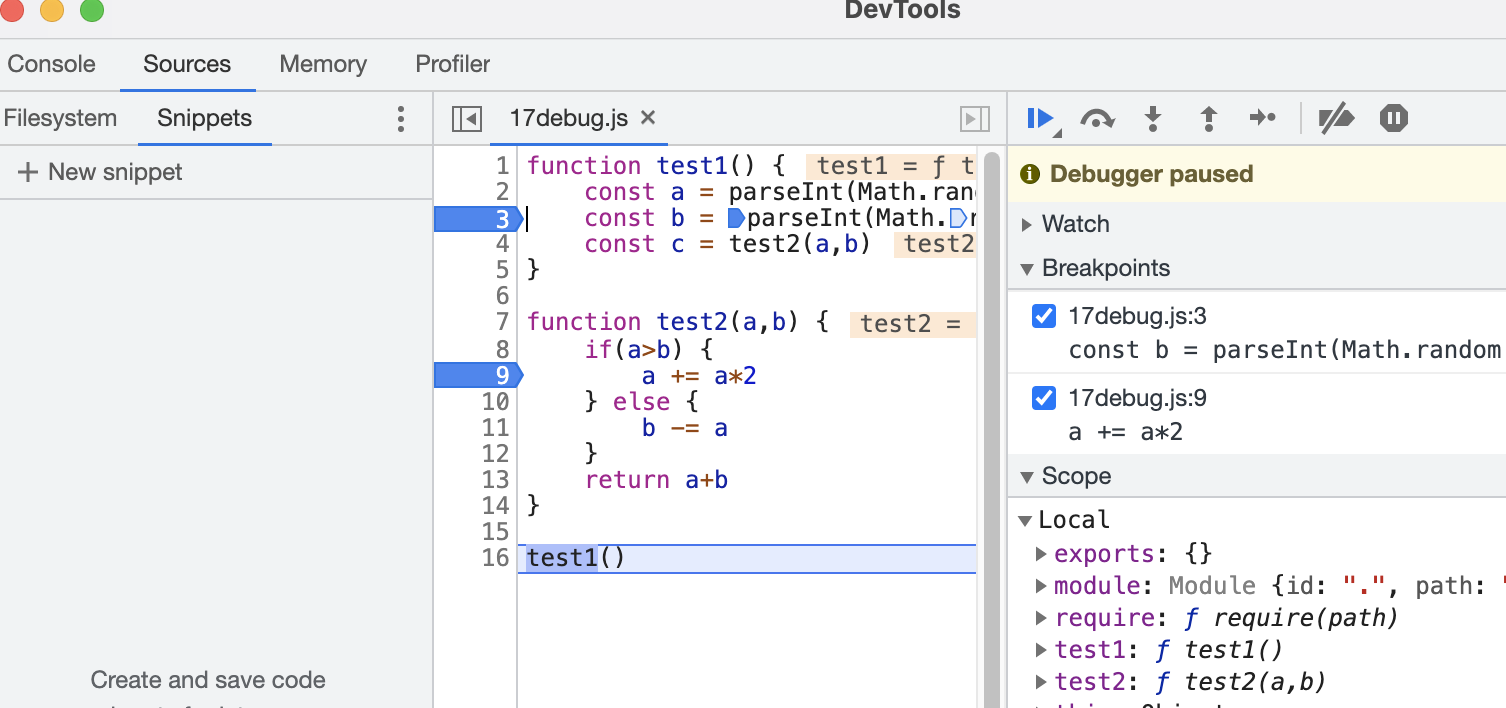 DevTools
Console Sources Memory Profiler
Filesystem Snippets
+ New snippet
Create and save code
17debug.js ×
1 function test1() { test1 = ƒ t
2 const a = parseInt(Math.ran
3 const b = parseInt(Math.r
4 const c = test2(a,b) test2
5 }
6
7 function test2(a,b) { test2 =
8 if(a>b) {
9 a += a*2
10 } else {
11 b -= a
12 }
13 return a+b
14 }
15
16 test1()
Debugger paused
Watch
Breakpoints
17debug.js:3
const b = parseInt(Math.random
17debug.js:9
a += a*2
Scope
Local
exports: {}
module: Module {id: ".", path: "
require: ƒ require(path)
test1: ƒ test1()
test2: ƒ test2(a,b)